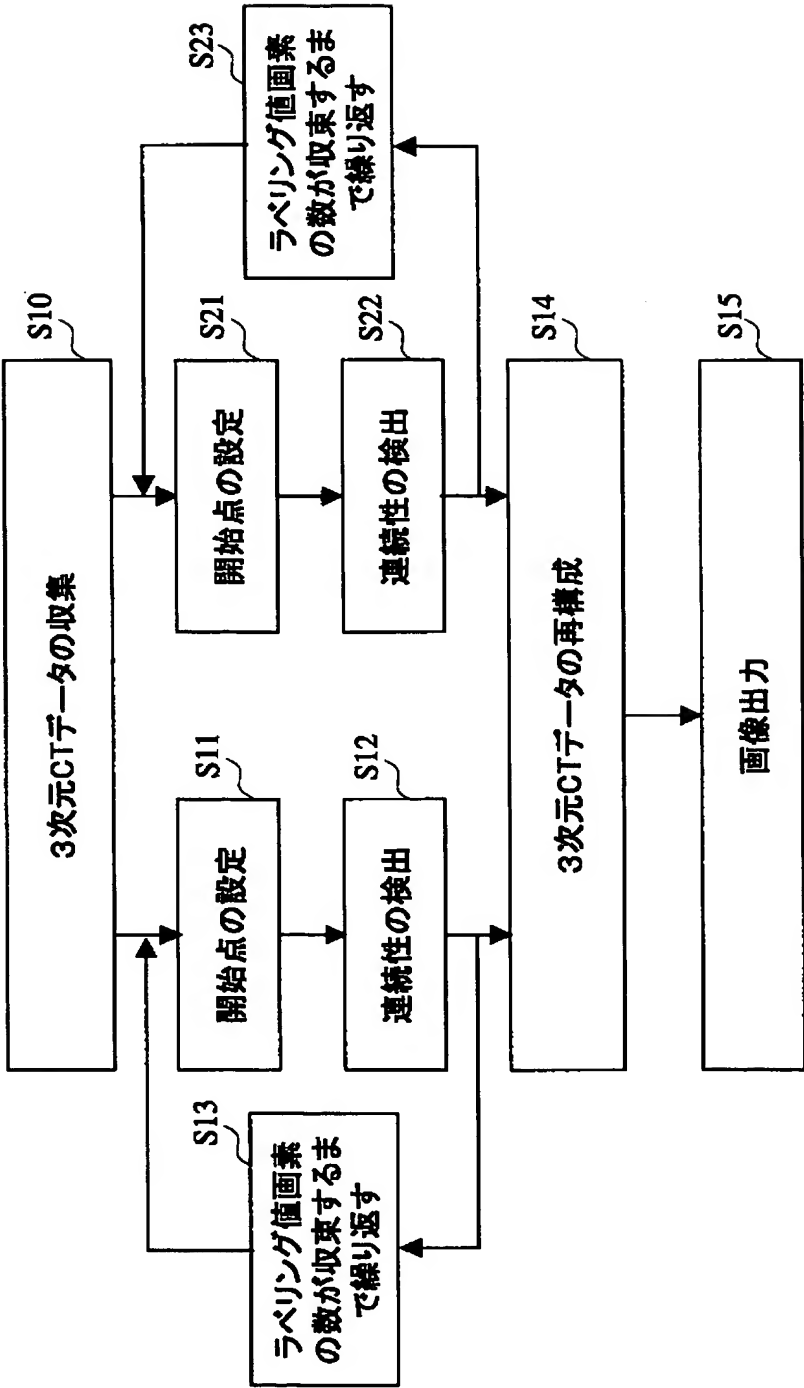 S10
3次元CTデータの収集
S11
開始点の設定
S12
連続性の検出
S13
ラベリング値画素
の数が収束するま
で繰り返す
S21
開始点の設定
S22
連続性の検出
S23
ラベリング値画素
の数が収束するま
で繰り返す
S14
3次元CTデータの再構成
S15
画像出力